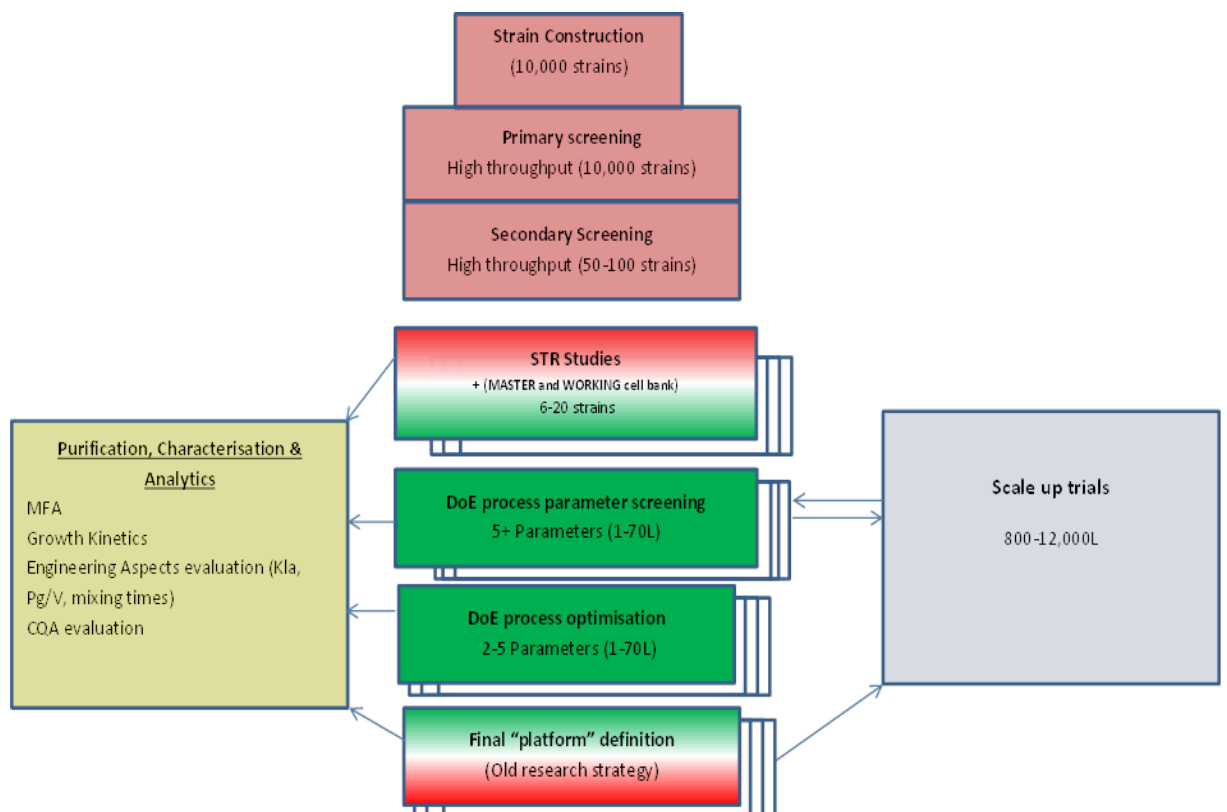 Strain Construction
(10,000 strains)
Primary screening
High throughput (10,000 strains)
Secondary Screening
High throughput (50-100 strains)
STR Studies
+ (MASTER and WORKING cell bank)
6-20 strains
Purification, Characterisation &
Analytics
MFA
Growth Kinetics
Engineering Aspects evaluation (Kla,
Pg/V, mixing times)
CQA evaluation
DoE process parameter screening
5+ Parameters (1-70L)
DoE process optimisation
2-5 Parameters (1-70L)
Final “platform” definition
(Old research strategy)
Scale up trials
800-12,000L